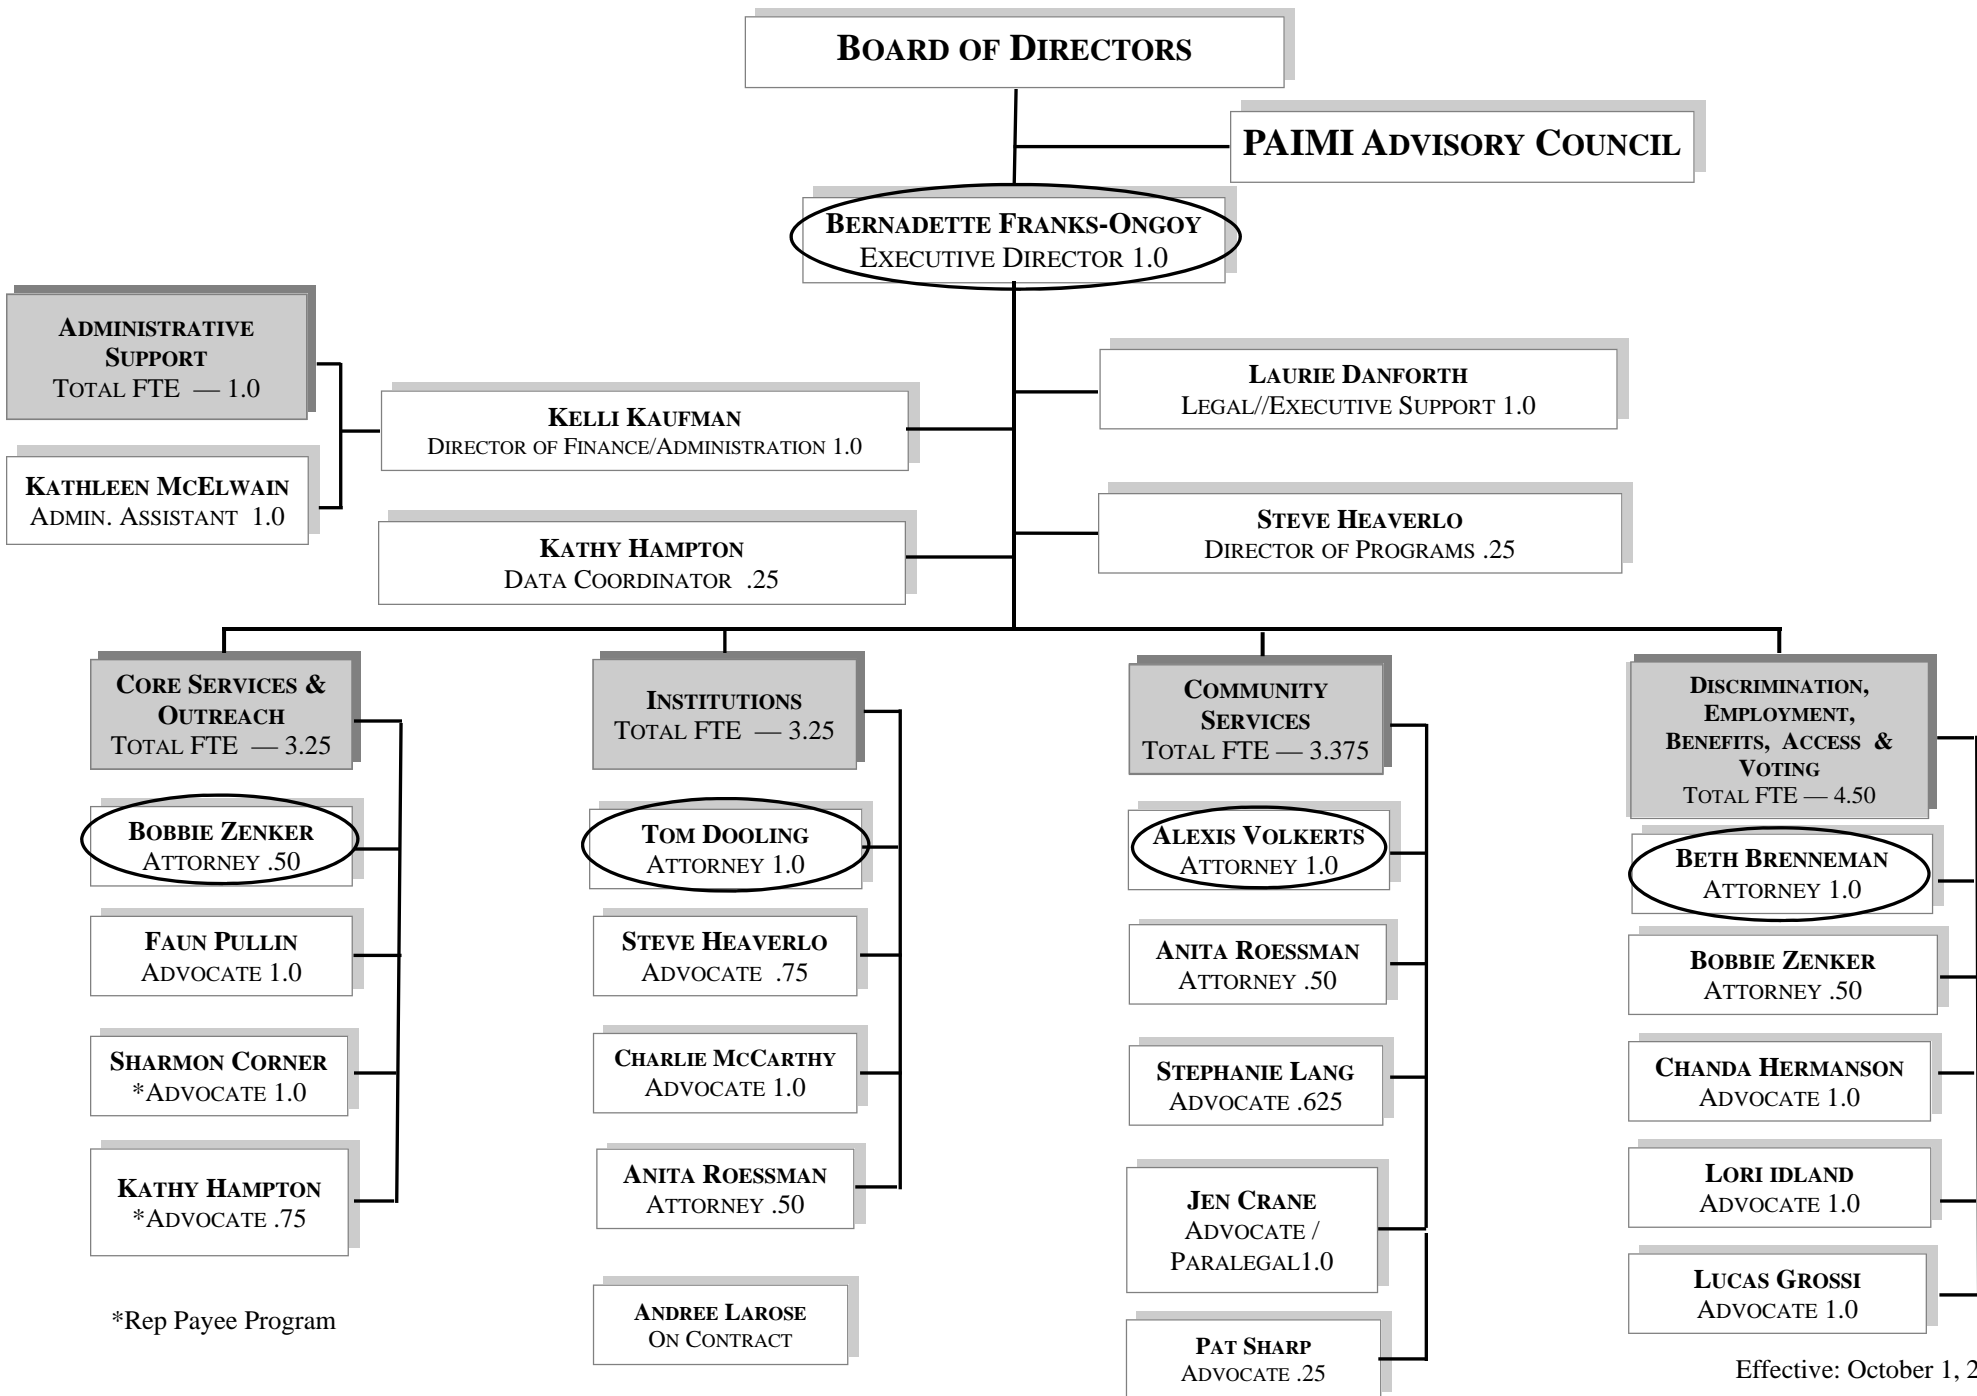 BOARD OF DIRECTORS
PAIMI ADVISORY COUNCIL
BERNADETTE FRANKS-ONGOY
EXECUTIVE DIRECTOR 1.0
ADMINISTRATIVE
SUPPORT
TOTAL FTE — 1.0
KATHLEEN MCELWAIN
ADMIN. ASSISTANT 1.0
KELLI KAUFMAN
DIRECTOR OF FINANCE/ADMINISTRATION 1.0
LAURIE DANFORTH
LEGAL//EXECUTIVE SUPPORT 1.0
KATHY HAMPTON
DATA COORDINATOR .25
STEVE HEAVERLO
DIRECTOR OF PROGRAMS .25
CORE SERVICES &
OUTREACH
TOTAL FTE — 3.25
BOBBIE ZENKER
ATTORNEY .50
FAUN PULLIN
ADVOCATE 1.0
SHARMON CORNER
*ADVOCATE 1.0
KATHY HAMPTON
*ADVOCATE .75
*Rep Payee Program
INSTITUTIONS
TOTAL FTE — 3.25
TOM DOOLING
ATTORNEY 1.0
STEVE HEAVERLO
ADVOCATE .75
CHARLIE MCCARTHY
ADVOCATE 1.0
ANITA ROESSMAN
ATTORNEY .50
ANDREE LAROSE
ON CONTRACT
COMMUNITY
SERVICES
TOTAL FTE — 3.375
ALEXIS VOLKERTS
ATTORNEY 1.0
ANITA ROESSMAN
ATTORNEY .50
STEPHANIE LANG
ADVOCATE .625
JEN CRANE
ADVOCATE /
PARALEGAL1.0
PAT SHARP
ADVOCATE .25
DISCRIMINATION,
EMPLOYMENT,
BENEFITS, ACCESS &
VOTING
TOTAL FTE — 4.50
BETH BRENNEMAN
ATTORNEY 1.0
BOBBIE ZENKER
ATTORNEY .50
CHANDA HERMANSON
ADVOCATE 1.0
LORI IDLAND
ADVOCATE 1.0
LUCAS GROSSI
ADVOCATE 1.0
Effective: October 1, 2